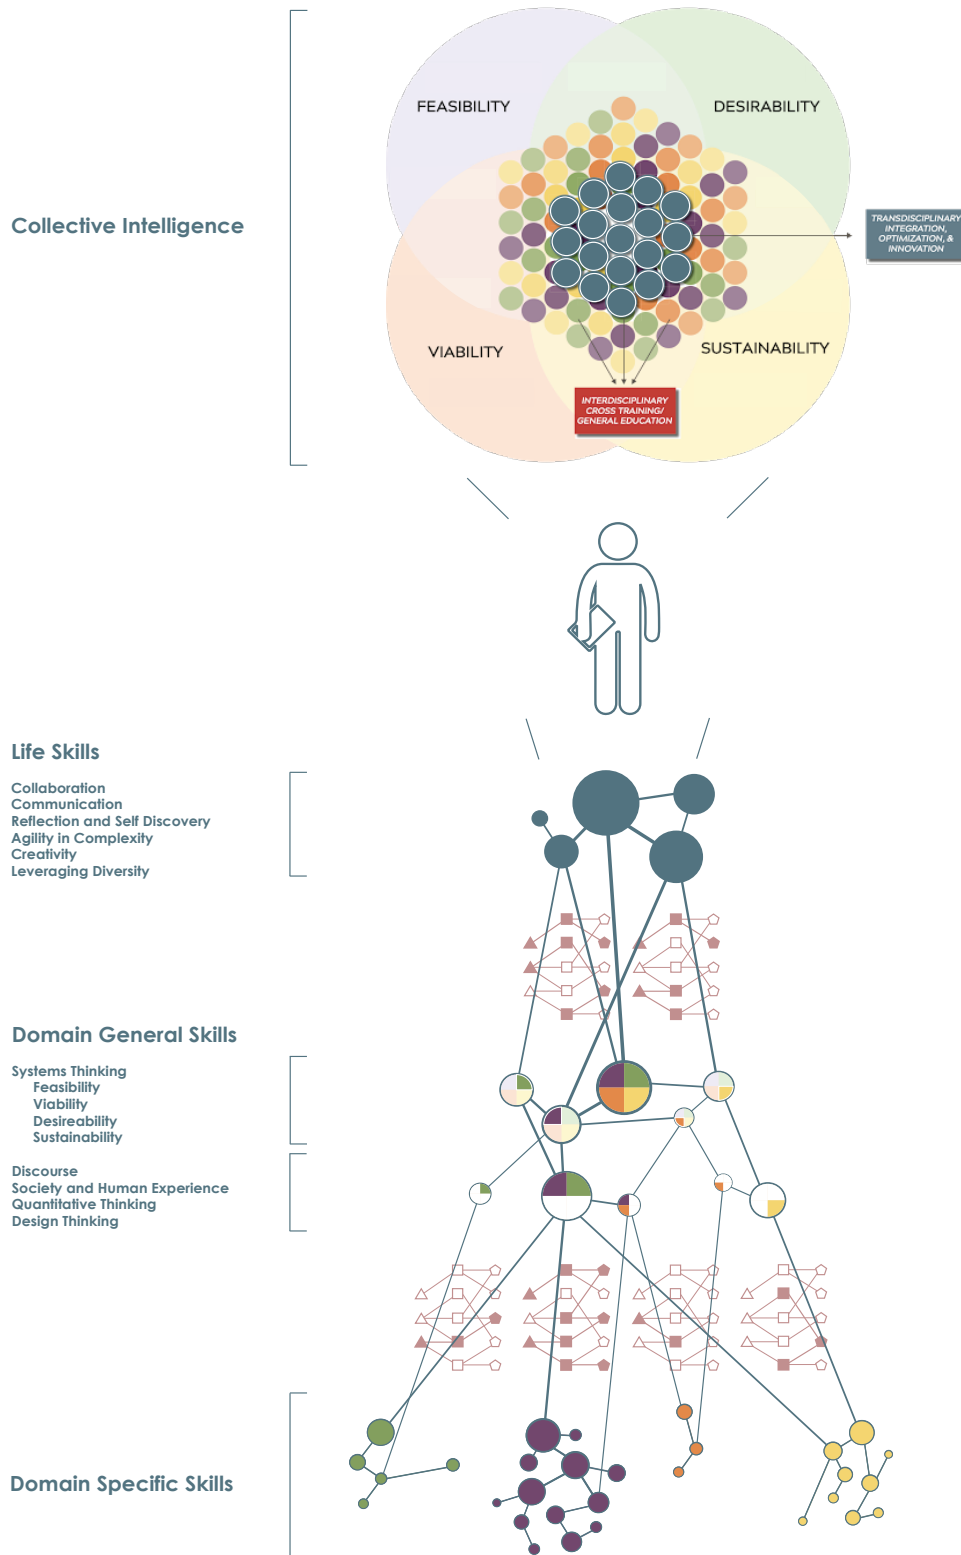 FEASIBILITY
DESIRABILITY
Collective Intelligence
TRANSDISCIPLINARY
INTEGRATION,
OPTIMIZATION, &
INNOVATION
VIABILITY
SUSTAINABILITY
INTERDISCIPLINARY
CROSS TRAINING/
GENERAL EDUCATION
Life Skills
Collaboration
Communication
Reflection and Self Discovery
Agility in Complexity
Creativity
Leveraging Diversity
Domain General Skills
Systems Thinking
Feasibility
Viability
Desireability
Sustainability
Discourse
Society and Human Experience
Quantitative Thinking
Design Thinking
Domain Specific Skills